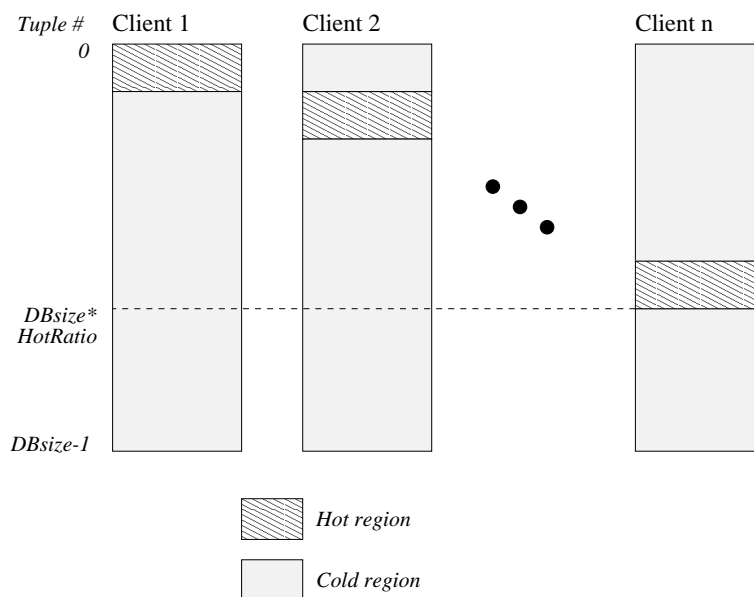 Tuple # Client 1 Client 2 Client n
0
DBsize*
HotRatio
DBsize-1
Hot region
Cold region